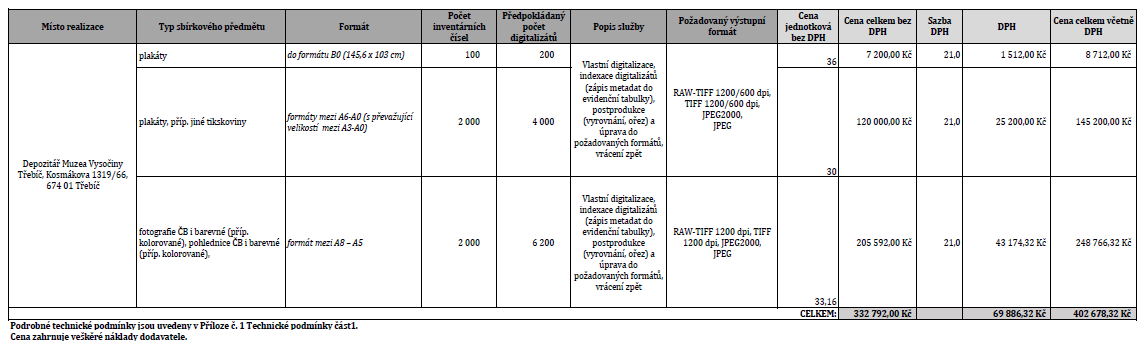 Místo realizace
Typ sbírkového předmětu
Formát
Počet
inventárních
čísel
Předpokládaný
počet
digitalizátů
Popis služby
Požadovaný výstupní
formát
Cena
jednotková
bez DPH
Cena celkem bez
DPH
Sazba
DPH
DPH
Cena celkem včetně
DPH
Depozitář Muzea Vysočiny
Třebíč, Kosmákova 1319/66,
674 01 Třebíč
plakáty
do formátu B0 (145,6 x 103 cm)
100
200
Vlastní digitalizace,
indexace digitalizátů
(zápis metadat do
evidenční tabulky),
postprodukce
(vyrovnání, ořez) a
úprava do
požadovaných formátů,
vrácení zpět
RAW-TIFF 1200/600 dpi,
TIFF 1200/600 dpi,
JPEG2000,
JPEG
36
7 200,00 Kč
21,0
1 512,00 Kč
8 712,00 Kč
plakáty, příp. jiné tikskoviny
formáty mezi A6-A0 (s převažující
velikostí mezi A3-A0)
2 000
4 000
30
120 000,00 Kč
21,0
25 200,00 Kč
145 200,00 Kč
fotografie ČB i barevné (příp.
kolorované), pohlednice ČB i barevné
(příp. kolorované),
formát mezi A8 – A5
2 000
6 200
Vlastní digitalizace,
indexace digitalizátů
(zápis metadat do
evidenční tabulky),
postprodukce
(vyrovnání, ořez) a
úprava do
požadovaných formátů,
vrácení zpět
RAW-TIFF 1200 dpi, TIFF
1200 dpi, JPEG2000,
JPEG
33,16
205 592,00 Kč
21,0
43 174,32 Kč
248 766,32 Kč
CELKEM:
332 792,00 Kč
69 886,32 Kč
402 678,32 Kč
Podrobné technické podmínky jsou uvedeny v Příloze č. 1 Technické podmínky část1.
Cena zahrnuje veškéré náklady dodavatele.